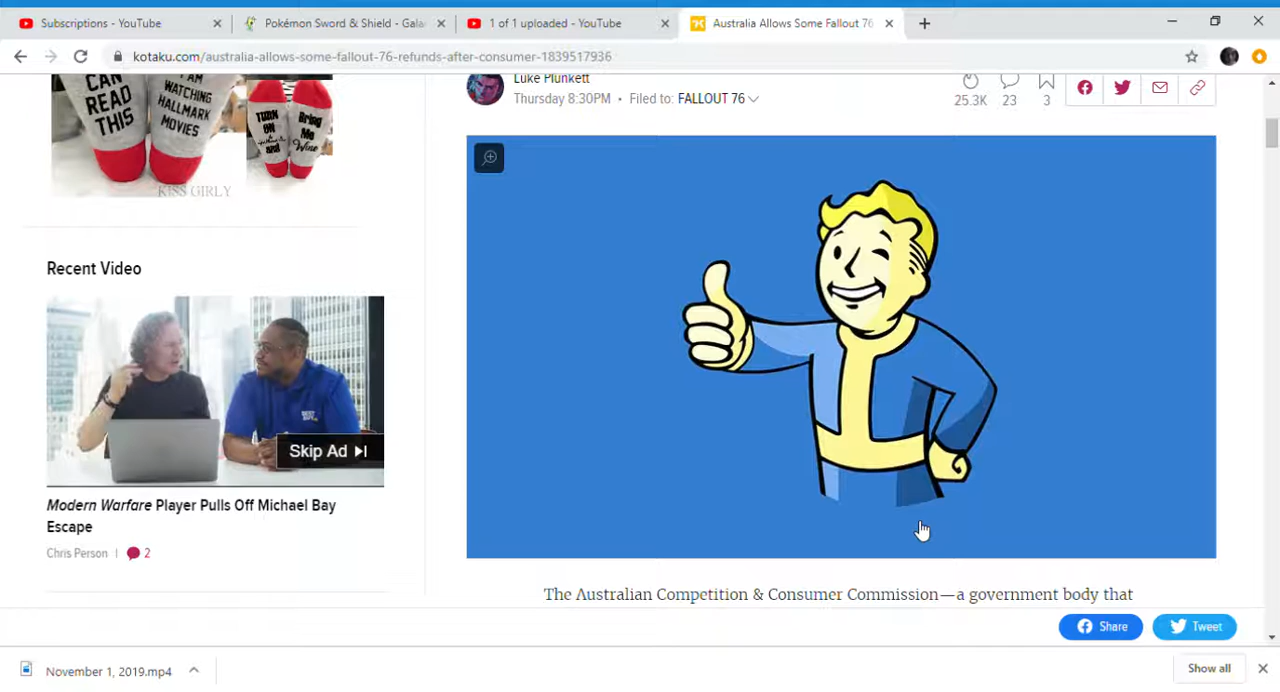 Subscriptions - YouTube
Pokémon Sword & Shield - Gala
1 of 1 uploaded - YouTube
Australia Allows Some Fallout 76
kotaku.com/australia-allows-some-fallout-76-refunds-after-consumer-1839517936
Luke Plunkett
Thursday 8:30PM • Filed to: FALLOUT 76
25.3K
23
3
CAN
READ
THIS
I AM
WATCHING
HALLMARK
MOVIES
TURN
ON
and
Bring
Me
Wine
KISS GIRLY
Recent Video
BEST BUY
Skip Ad
Modern Warfare Player Pulls Off Michael Bay
Escape
Chris Person | 2
The Australian Competition & Consumer Commission—a government body that
Share
Tweet
November 1, 2019.mp4
Show all